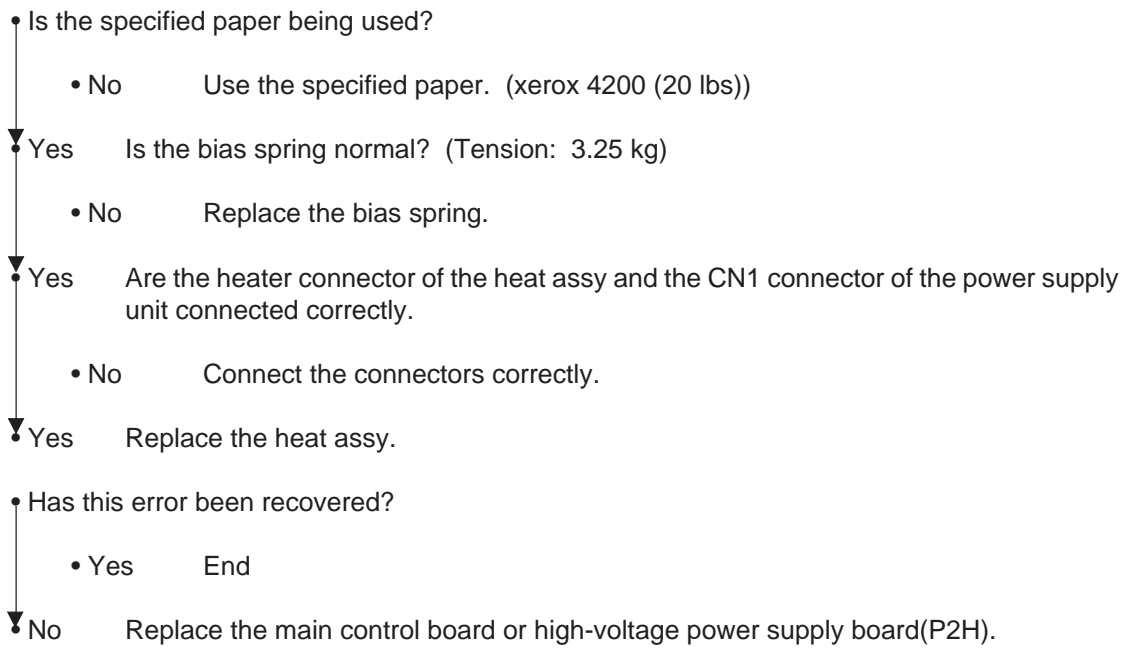 • Is the specified paper being used?
• No Use the specified paper. (xerox 4200 (20 lbs))
• Yes Is the bias spring normal? (Tension: 3.25 kg)
• No Replace the bias spring.
• Yes Are the heater connector of the heat assy and the CN1 connector of the power supply
unit connected correctly.
• No Connect the connectors correctly.
• Yes Replace the heat assy.
• Has this error been recovered?
• Yes End
• No Replace the main control board or high-voltage power supply board(P2H).